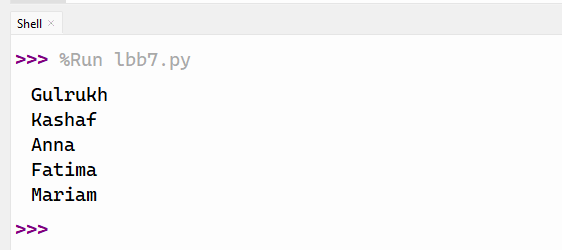 Shell ×
>>> %Run lbb7.py
Gulrukh
Kashaf
Anna
Fatima
Mariam
>>>